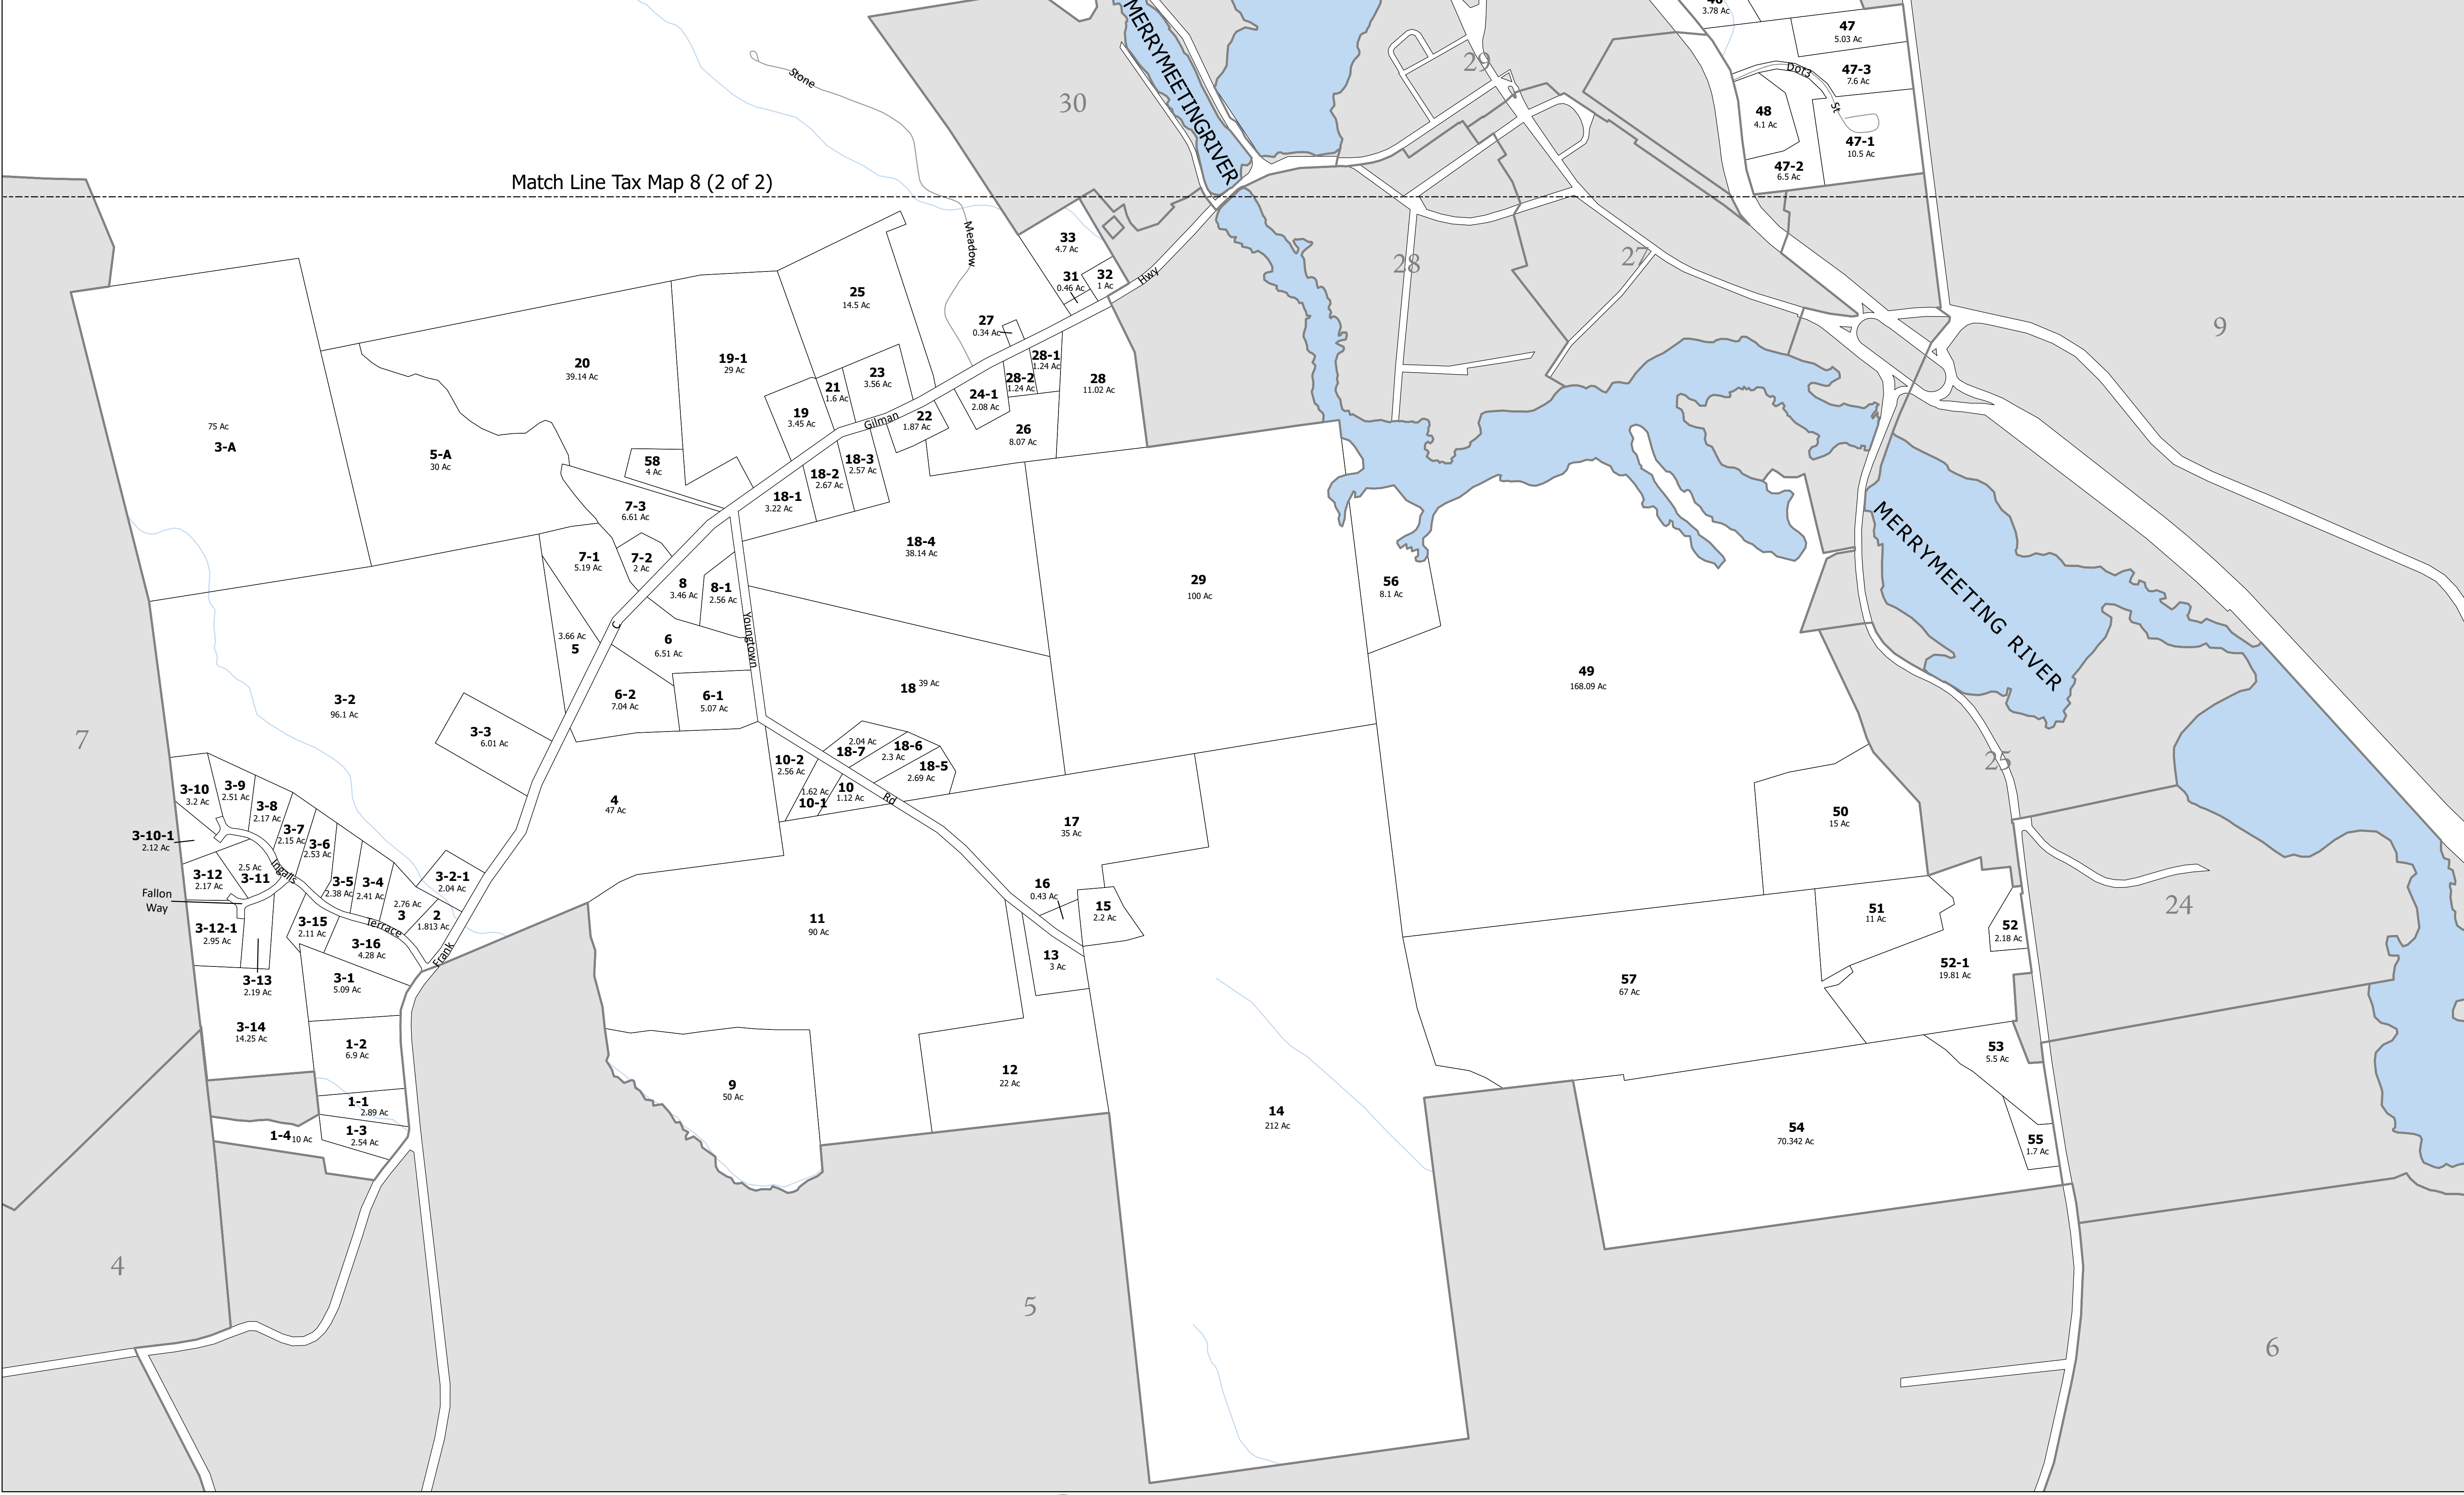 46
3.78 Ac
47
5.03 Ac
29
Dot3
47-3
7.6 Ac
Stone
30
MERRYMEETINGRIVER
48
4.1 Ac
St
47-1
10.5 Ac
47-2
6.5 Ac
Match Line Tax Map 8 (2 of 2)
Meadow
33
4.7 Ac
31
0.46 Ac
32
1 Ac
Hwy
28
27
9
25
14.5 Ac
27
0.34 Ac
20
39.14 Ac
19-1
29 Ac
21
1.6 Ac
23
3.56 Ac
28-1
1.24 Ac
28-2
1.24 Ac
28
11.02 Ac
24-1
2.08 Ac
19
3.45 Ac
Gilman
22
1.87 Ac
26
8.07 Ac
75 Ac
3-A
5-A
30 Ac
58
4 Ac
18-3
2.57 Ac
18-2
2.67 Ac
18-1
3.22 Ac
7-3
6.61 Ac
18-4
38.14 Ac
7-1
5.19 Ac
7-2
2 Ac
8
3.46 Ac
8-1
2.56 Ac
29
100 Ac
56
8.1 Ac
MERRYMEETING RIVER
C
Youngtown
3.66 Ac
5
6
6.51 Ac
49
168.09 Ac
18
39 Ac
3-2
96.1 Ac
6-2
7.04 Ac
6-1
5.07 Ac
3-3
6.01 Ac
7
2.04 Ac
18-7
18-6
2.3 Ac
18-5
2.69 Ac
10-2
2.56 Ac
25
3-10
3.2 Ac
3-9
2.51 Ac
3-8
2.17 Ac
1.62 Ac
10-1
10
1.12 Ac
Rd
4
47 Ac
17
35 Ac
50
15 Ac
3-10-1
2.12 Ac
3-7
2.15 Ac
3-6
2.53 Ac
Ingalls
3-12
2.17 Ac
2.5 Ac
3-11
3-5
2.38 Ac
3-4
2.41 Ac
3-2-1
2.04 Ac
16
0.43 Ac
15
2.2 Ac
51
11 Ac
24
Fallon
Way
2.76 Ac
3
2
1.813 Ac
3-15
2.11 Ac
Terrace
3-12-1
2.95 Ac
3-16
4.28 Ac
Frank
11
90 Ac
52
2.18 Ac
13
3 Ac
52-1
19.81 Ac
3-13
2.19 Ac
3-1
5.09 Ac
57
67 Ac
3-14
14.25 Ac
1-2
6.9 Ac
53
5.5 Ac
12
22 Ac
9
50 Ac
1-1
2.89 Ac
14
212 Ac
1-4
10 Ac
1-3
2.54 Ac
54
70.342 Ac
55
1.7 Ac
4
5
6